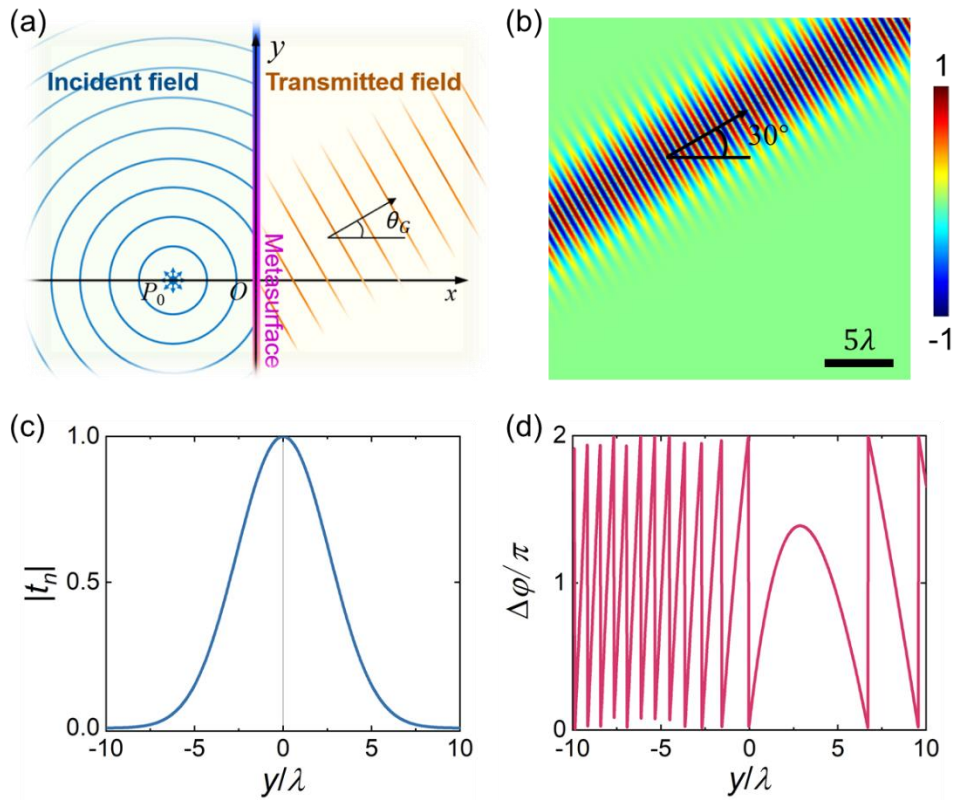 (a)
Incident field
y
Transmitted field
θ_G
P₀
O
x
Metasurface
(b)
30°
1
-1
5λ
(c)
1.0
0.5
0.0
|tₙ|
-10
-5
0
5
10
y/λ
(d)
2
1
0
Δφ/π
-10
-5
0
5
10
y/λ